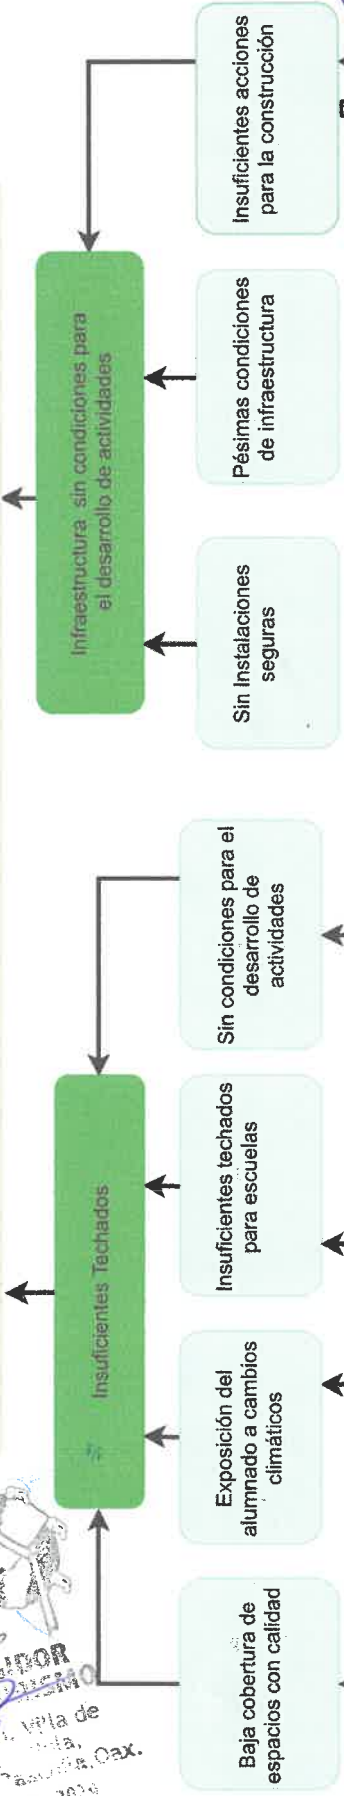 Insuficientes Techados
Infraestructura sin condiciones para
el desarrollo de actividades
Baja cobertura de
espacios con calidad
Exposición del
alumnado a cambios
climáticos
Insuficientes techados
para escuelas
Sin condiciones para el
desarrollo de
actividades
Sin Instalaciones
seguras
Pésimas condiciones
de infraestructura
Insuficientes acciones
para la construcción
Villa de
Oax.